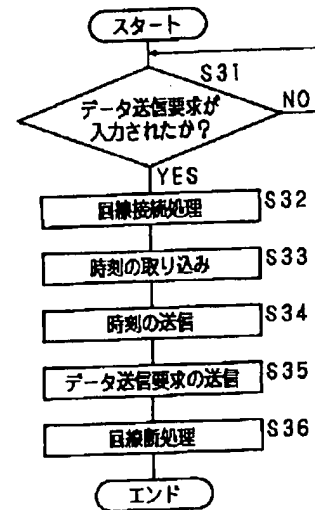 スタート
S31
データ送信要求が
入力されたか?
NO
YES
回線接続処理
S32
時刻の取り込み
S33
時刻の送信
S34
データ送信要求の送信
S35
回線断処理
S36
エンド